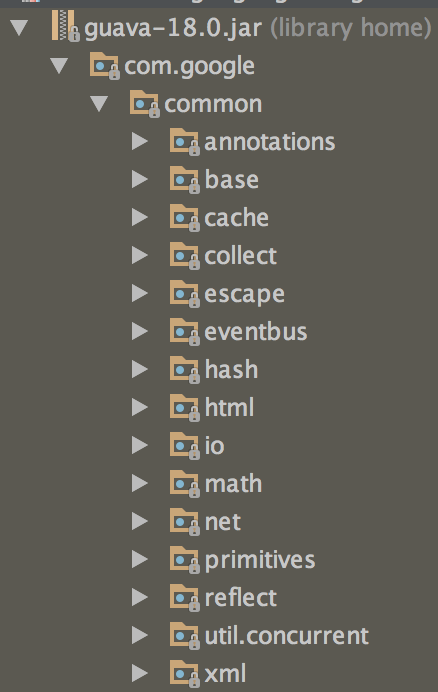 guava-18.0.jar (library home)
com.google
common
annotations
base
cache
collect
escape
eventbus
hash
html
io
math
net
primitives
reflect
util.concurrent
xml